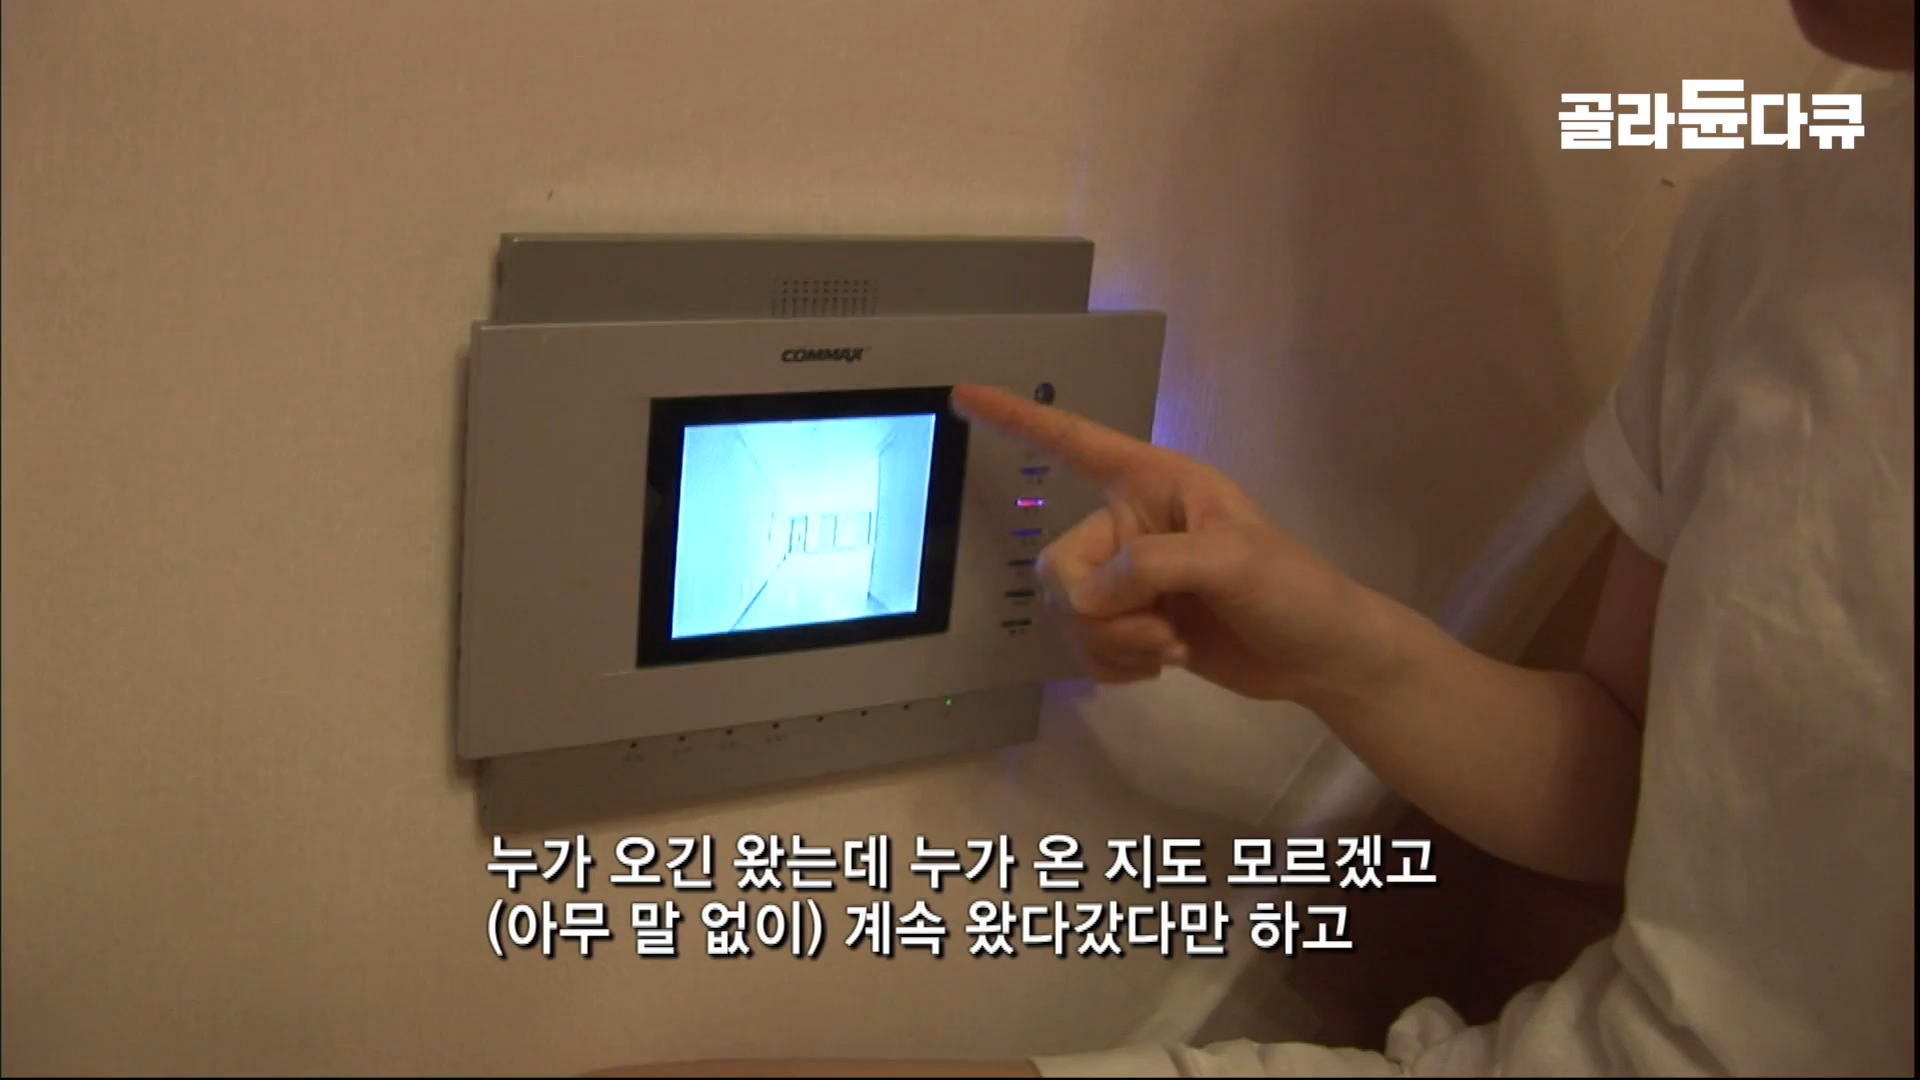 골라듄다큐
COMMAX
누가 오긴 왔는데 누가 온 지도 모르겠고
(아무 말 없이) 계속 왔다갔다만 하고